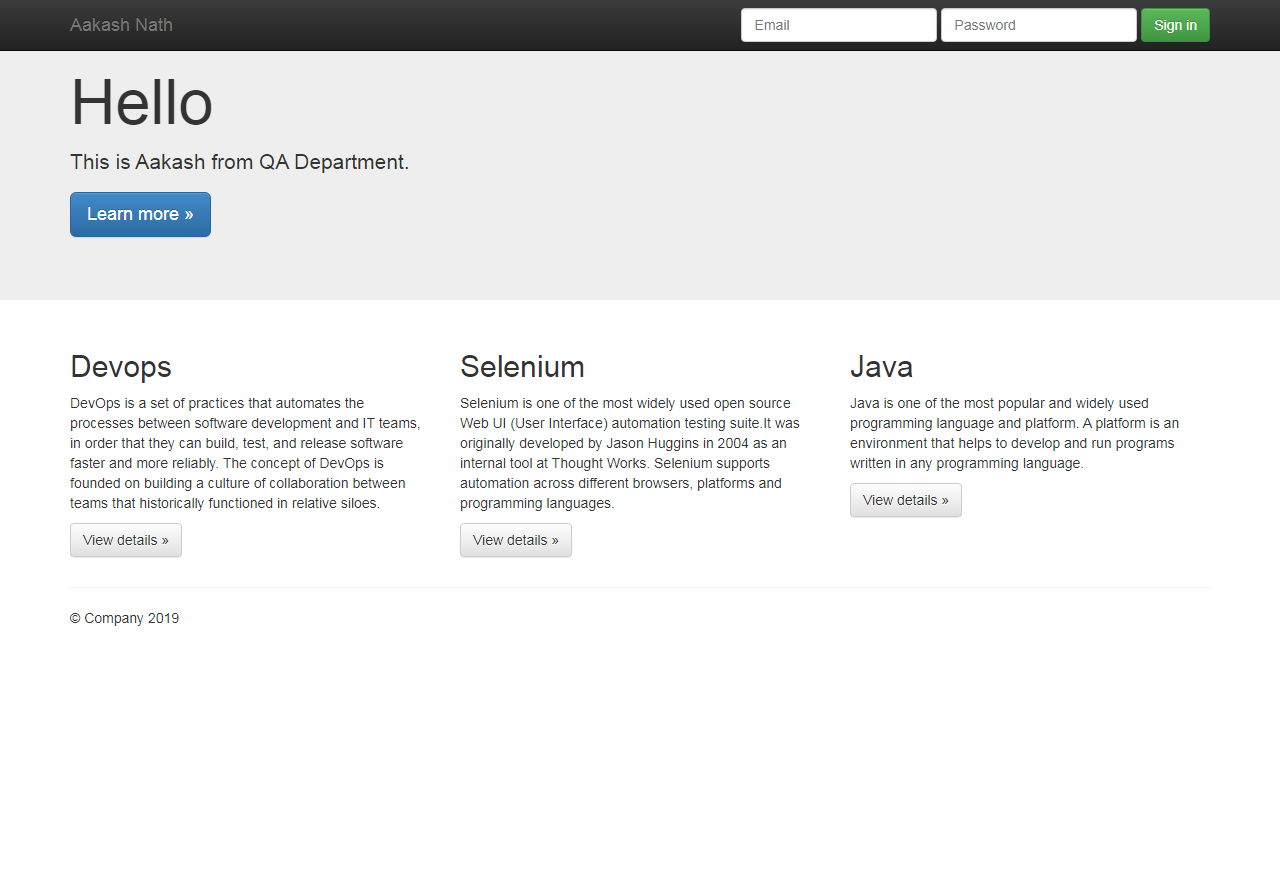 Aakash Nath
Email
Password
Sign in
Hello
This is Aakash from QA Department.
Learn more »
Devops
DevOps is a set of practices that automates the
processes between software development and IT teams,
in order that they can build, test, and release software
faster and more reliably. The concept of DevOps is
founded on building a culture of collaboration between
teams that historically functioned in relative siloes.
View details »
Selenium
Selenium is one of the most widely used open source
Web UI (User Interface) automation testing suite.It was
originally developed by Jason Huggins in 2004 as an
internal tool at Thought Works. Selenium supports
automation across different browsers, platforms and
programming languages.
View details »
Java
Java is one of the most popular and widely used
programming language and platform. A platform is an
environment that helps to develop and run programs
written in any programming language.
View details »
© Company 2019